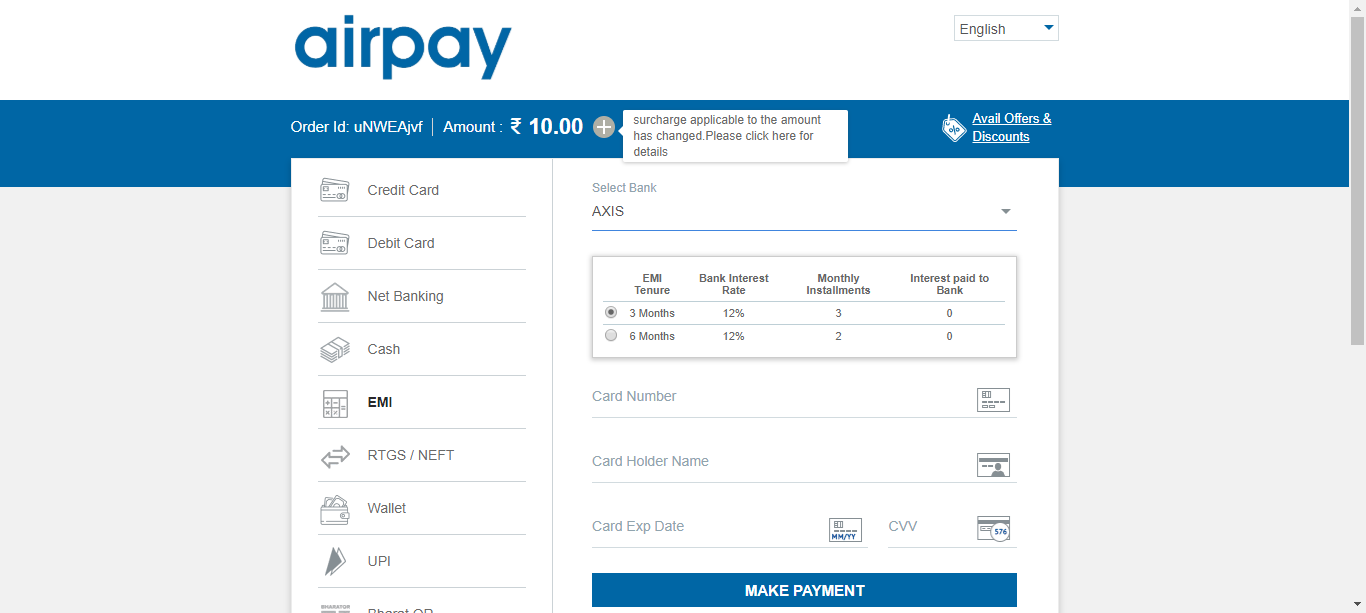 airpay
English
Order Id: uNWEAjvf | Amount : ₹ 10.00
surcharge applicable to the amount
has changed.Please click here for
details
Avail Offers &
Discounts
Credit Card
Debit Card
Net Banking
Cash
EMI
RTGS / NEFT
Wallet
UPI
Bharat QR
Select Bank
AXIS
EMI Tenure Bank Interest Rate Monthly Installments Interest paid to Bank
3 Months 12% 3 0
6 Months 12% 2 0
Card Number
Card Holder Name
Card Exp Date
MM/YY
CVV
576
MAKE PAYMENT